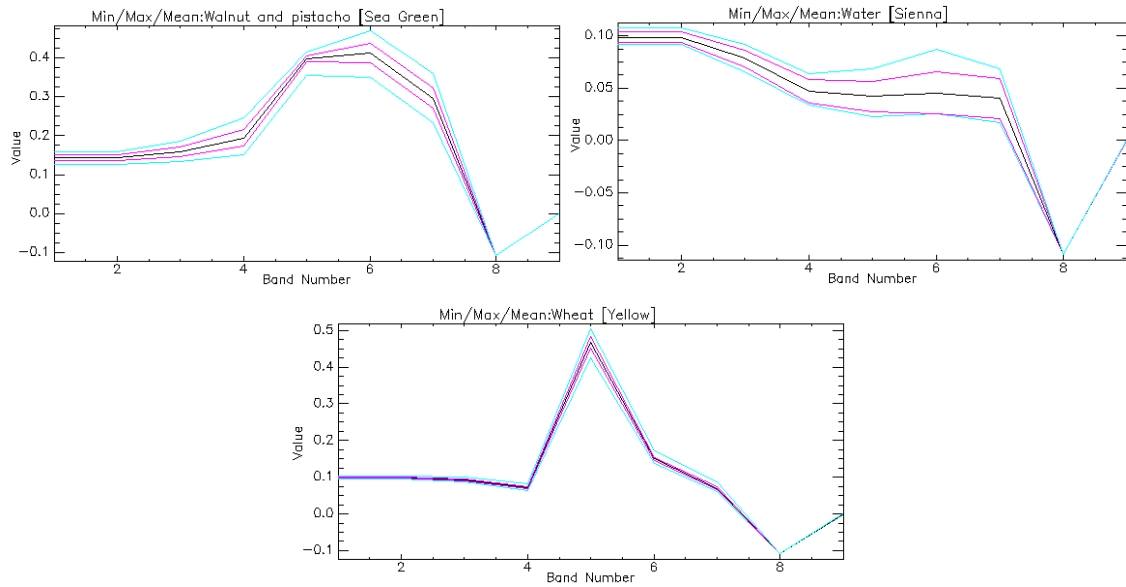 Min/Max/Mean:Walnut and pistacho [Sea Green]
0.4
0.3
0.2
0.1
0.0
−0.1
Value
2 4 6 8
Band Number
Min/Max/Mean:Water [Sienna]
0.10
0.05
0.00
−0.05
−0.10
Value
2 4 6 8
Band Number
Min/Max/Mean:Wheat [Yellow]
0.5
0.4
0.3
0.2
0.1
0.0
−0.1
Value
2 4 6 8
Band Number